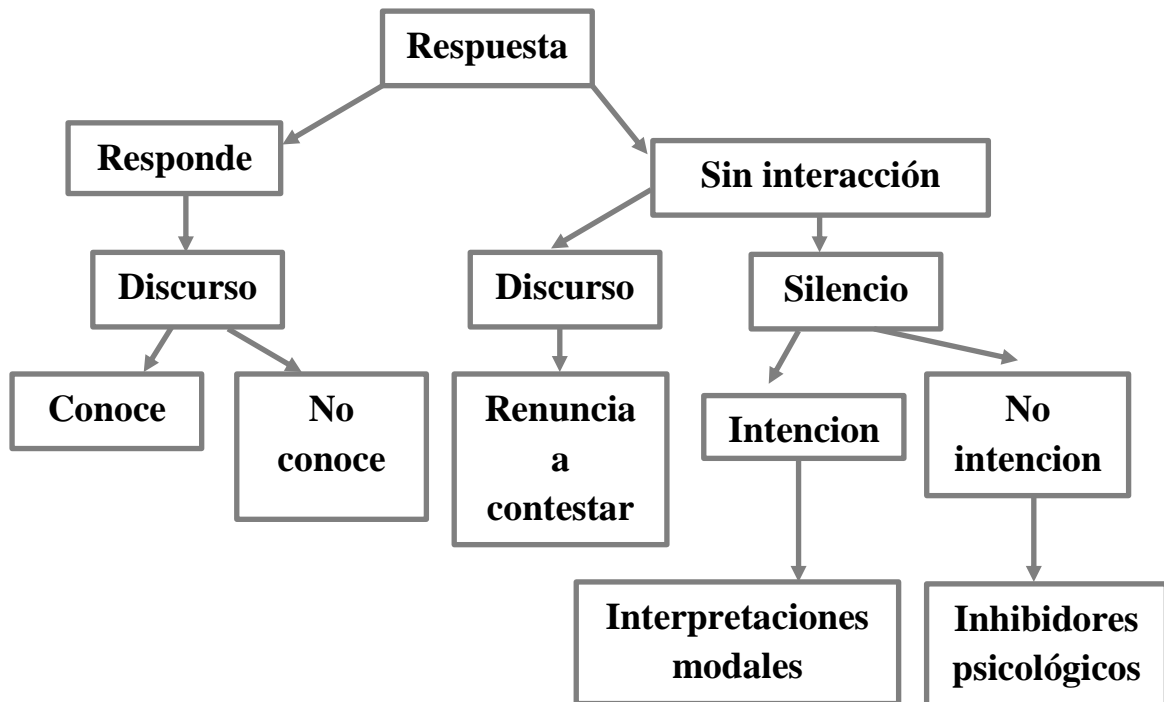 Respuesta
Responde
Sin interacción
Discurso
Discurso
Silencio
Conoce
No
conoce
Renuncia
a
contestar
Intencion
No
intencion
Interpretaciones
modales
Inhibidores
psicológicos